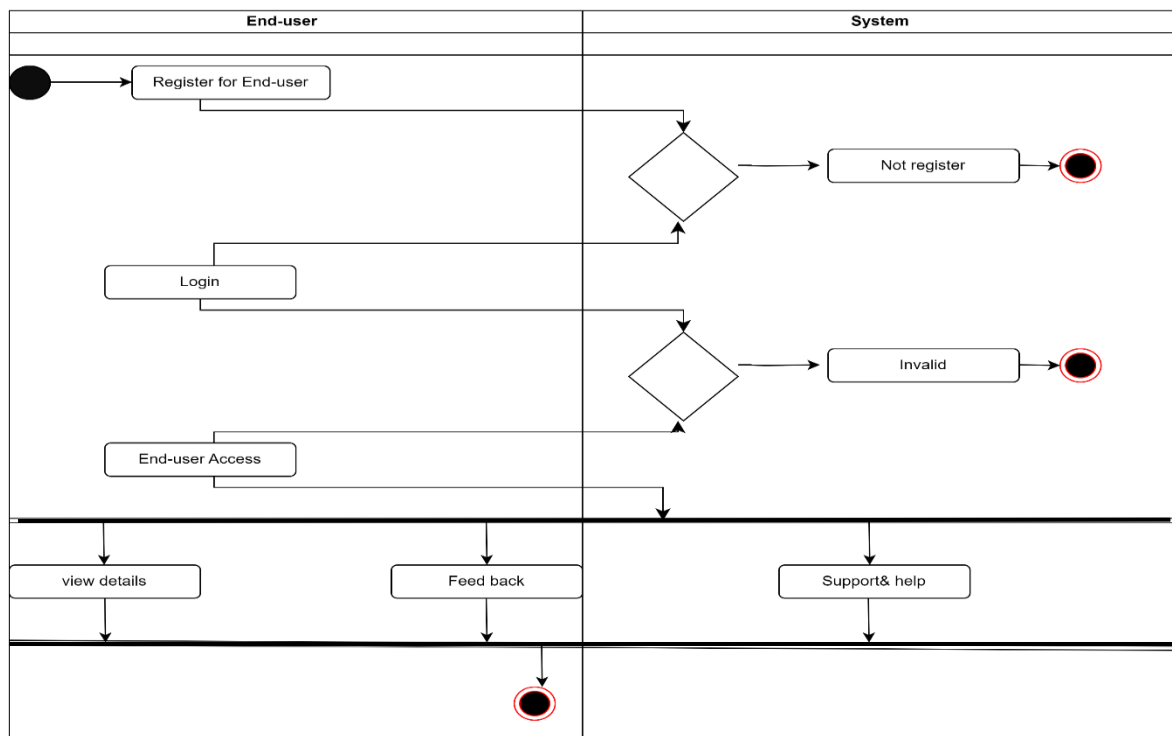 End-user
System
Register for End-user
Not register
Login
Invalid
End-user Access
view details
Feed back
Support& help